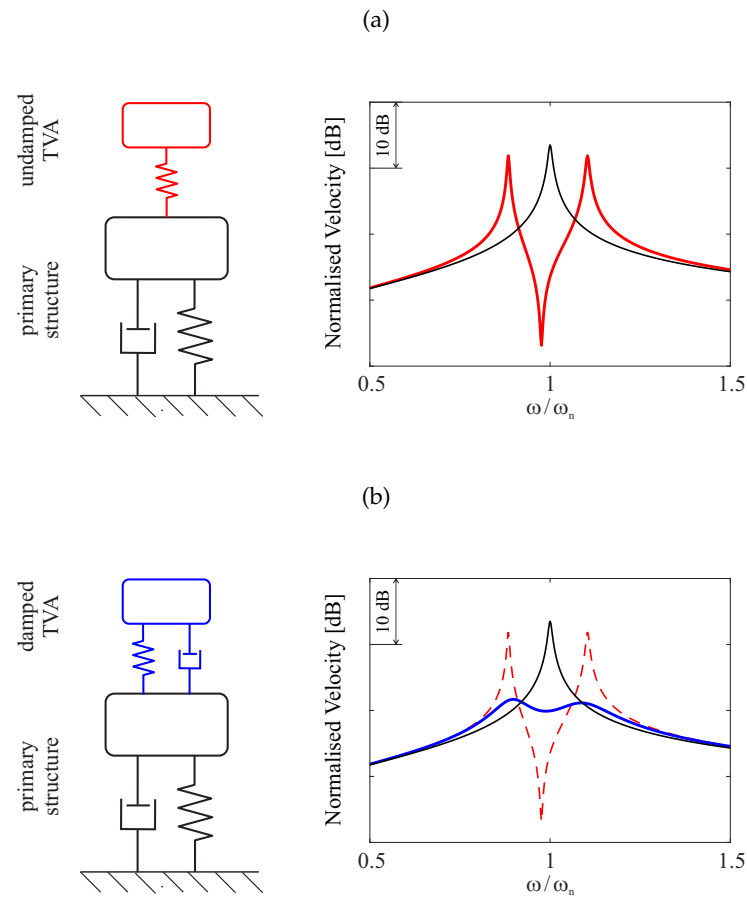 (a)
undamped
TVA
primary
structure
Normalised Velocity [dB]
10 dB
0.5
1
1.5
ω/ωn
(b)
damped
TVA
primary
structure
Normalised Velocity [dB]
10 dB
0.5
1
1.5
ω/ωn